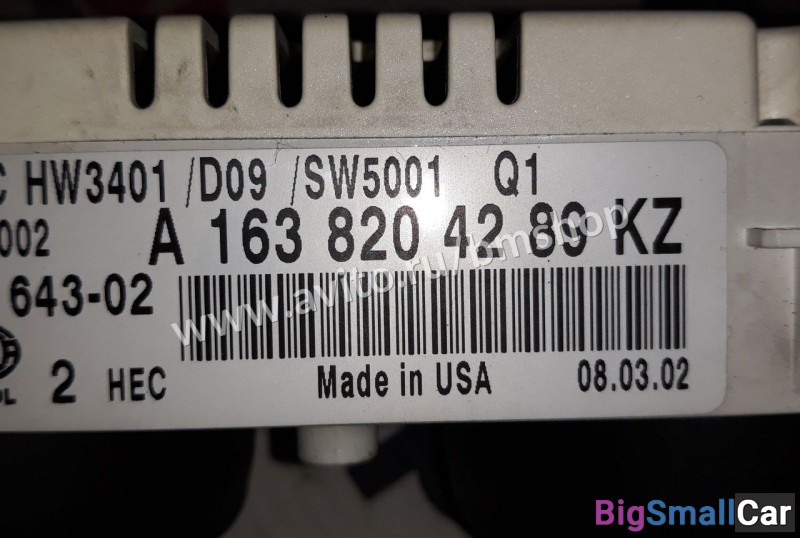 C HW3401 /D09 /SW5001 Q1
002 A 163 820 42 89 KZ
643-02
www.avito.ru/bmshop
2 HEC Made in USA 08.03.02
BigSmallCar